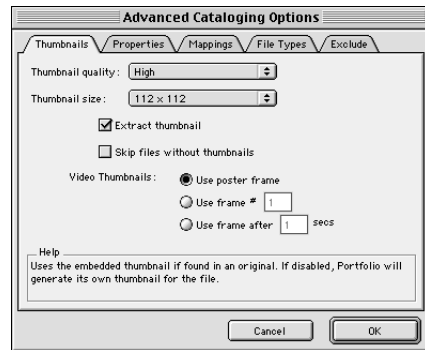 Advanced Cataloging Options
Thumbnails Properties Mappings File Types Exclude
Thumbnail quality: High
Thumbnail size: 112 x 112
Extract thumbnail
Skip files without thumbnails
Video Thumbnails: Use poster frame
Use frame # 1
Use frame after 1 secs
Help
Uses the embedded thumbnail if found in an original. If disabled, Portfolio will
generate its own thumbnail for the file.
Cancel OK